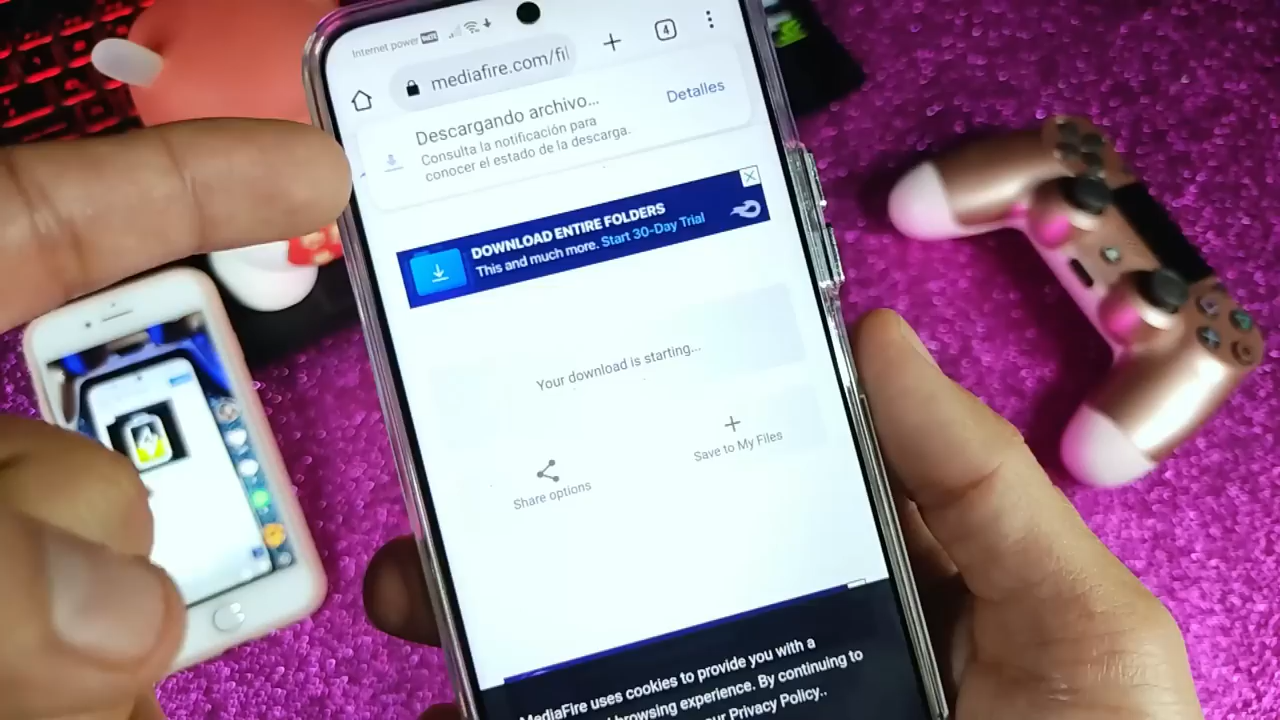 Internet power
4
mediafire.com/fil
Descargando archivo...
Detalles
Consulta la notificación para
conocer el estado de la descarga.
DOWNLOAD ENTIRE FOLDERS
This and much more. Start 30-Day Trial
Your download is starting...
Share options
Save to My Files
MediaFire uses cookies to provide you with a
browsing experience. By continuing to
our Privacy Policy..